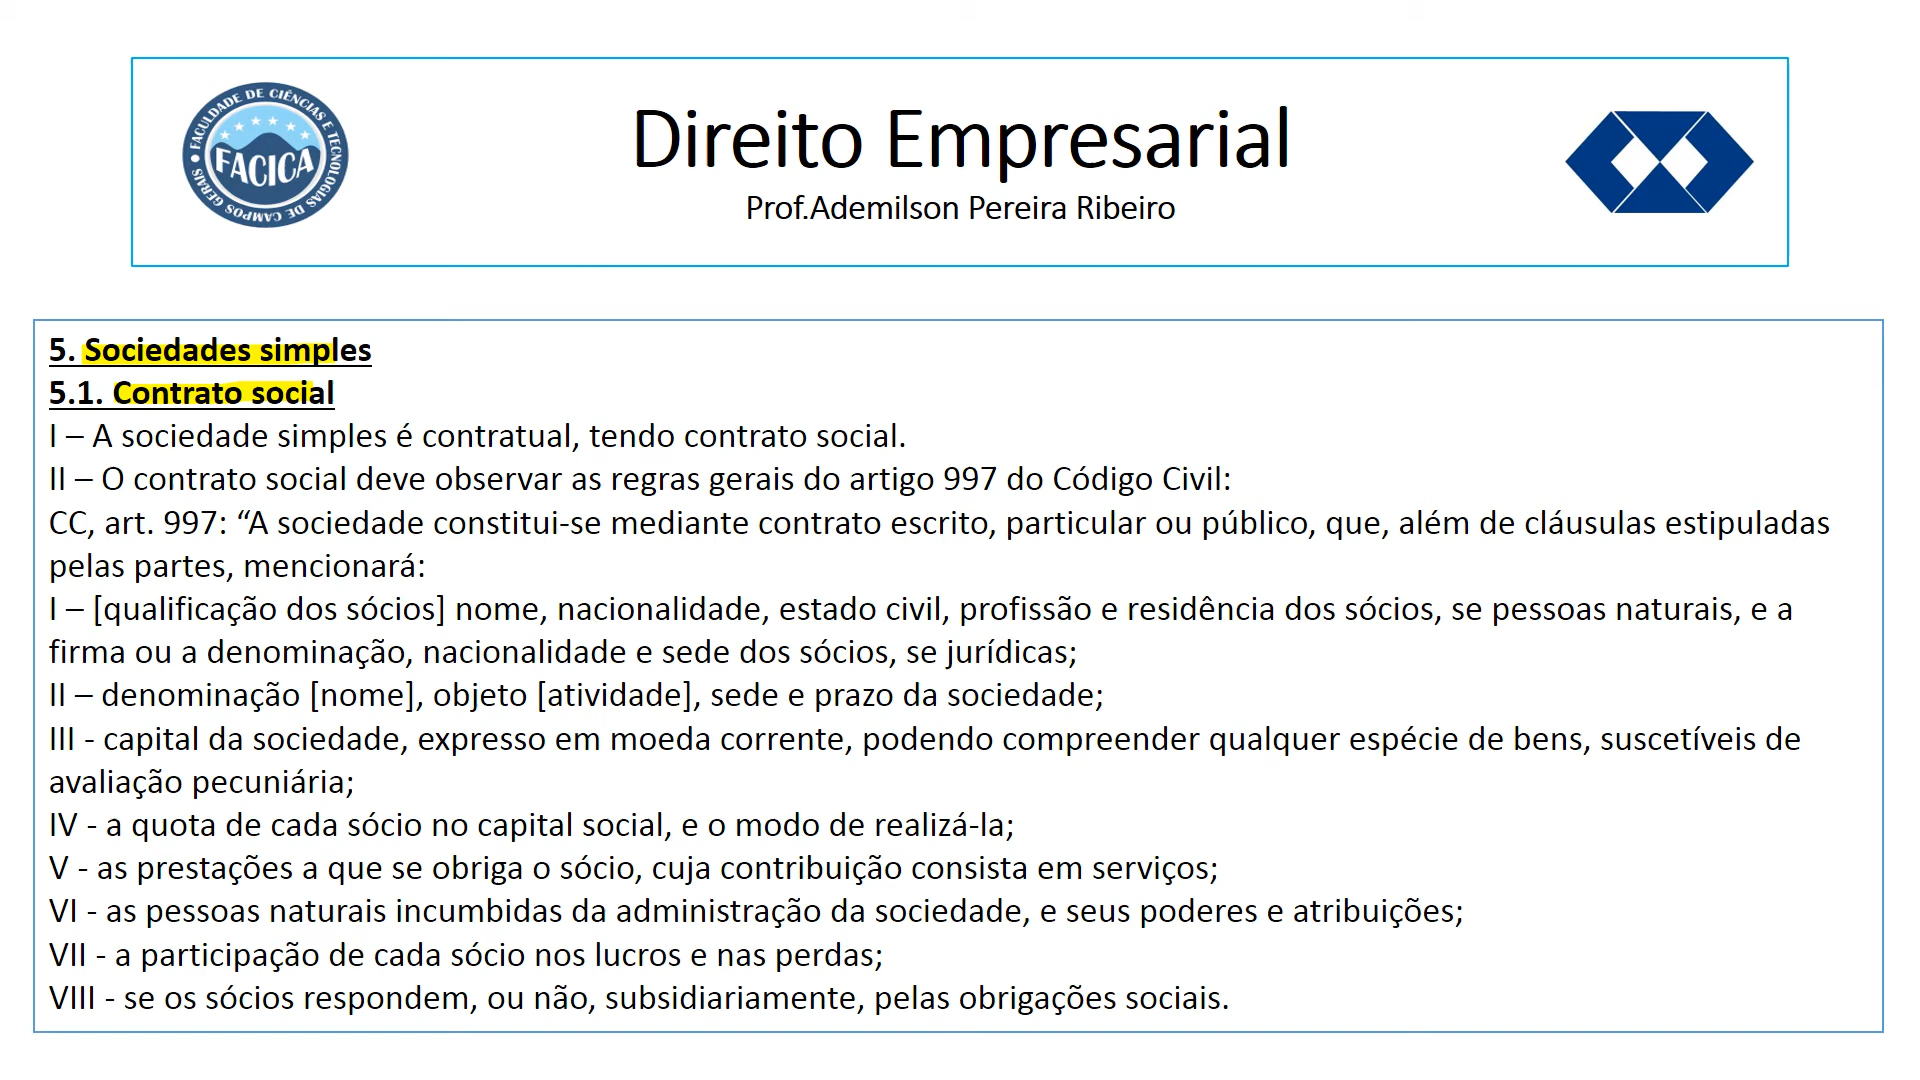 FACULDADE DE CIÊNCIAS E TECNOLOGIAS DE CAMPOS GERAIS
FACICA
Direito Empresarial
Prof.Ademilson Pereira Ribeiro
5. Sociedades simples
5.1. Contrato social
I – A sociedade simples é contratual, tendo contrato social.
II – O contrato social deve observar as regras gerais do artigo 997 do Código Civil:
CC, art. 997: “A sociedade constitui-se mediante contrato escrito, particular ou público, que, além de cláusulas estipuladas
pelas partes, mencionará:
I – [qualificação dos sócios] nome, nacionalidade, estado civil, profissão e residência dos sócios, se pessoas naturais, e a
firma ou a denominação, nacionalidade e sede dos sócios, se jurídicas;
II – denominação [nome], objeto [atividade], sede e prazo da sociedade;
III - capital da sociedade, expresso em moeda corrente, podendo compreender qualquer espécie de bens, suscetíveis de
avaliação pecuniária;
IV - a quota de cada sócio no capital social, e o modo de realizá-la;
V - as prestações a que se obriga o sócio, cuja contribuição consista em serviços;
VI - as pessoas naturais incumbidas da administração da sociedade, e seus poderes e atribuições;
VII - a participação de cada sócio nos lucros e nas perdas;
VIII - se os sócios respondem, ou não, subsidiariamente, pelas obrigações sociais.